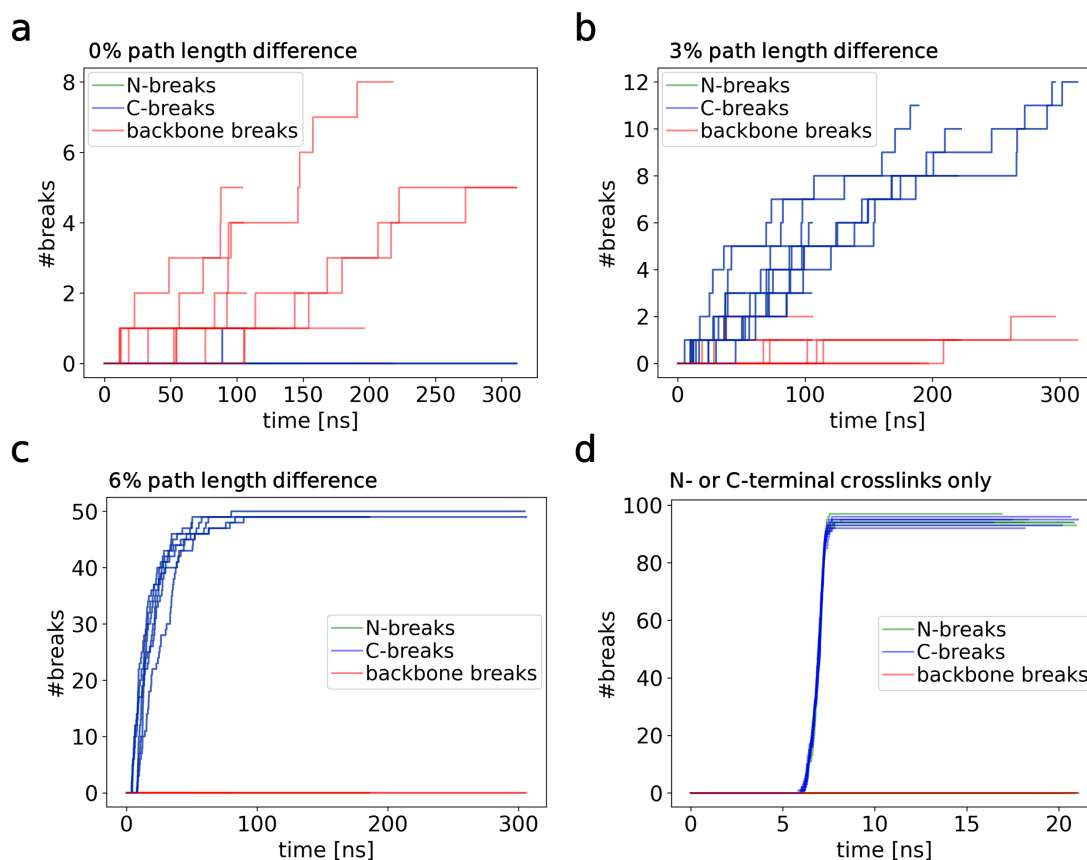 a
0% path length difference
8
6
4
2
0
#breaks
N-breaks
C-breaks
backbone breaks
0 50 100 150 200 250 300
time [ns]
b
3% path length difference
12
10
8
6
4
2
0
#breaks
N-breaks
C-breaks
backbone breaks
0 100 200 300
time [ns]
c
6% path length difference
50
40
30
20
10
0
#breaks
N-breaks
C-breaks
backbone breaks
0 100 200 300
time [ns]
d
N- or C-terminal crosslinks only
100
80
60
40
20
0
#breaks
N-breaks
C-breaks
backbone breaks
0 5 10 15 20
time [ns]